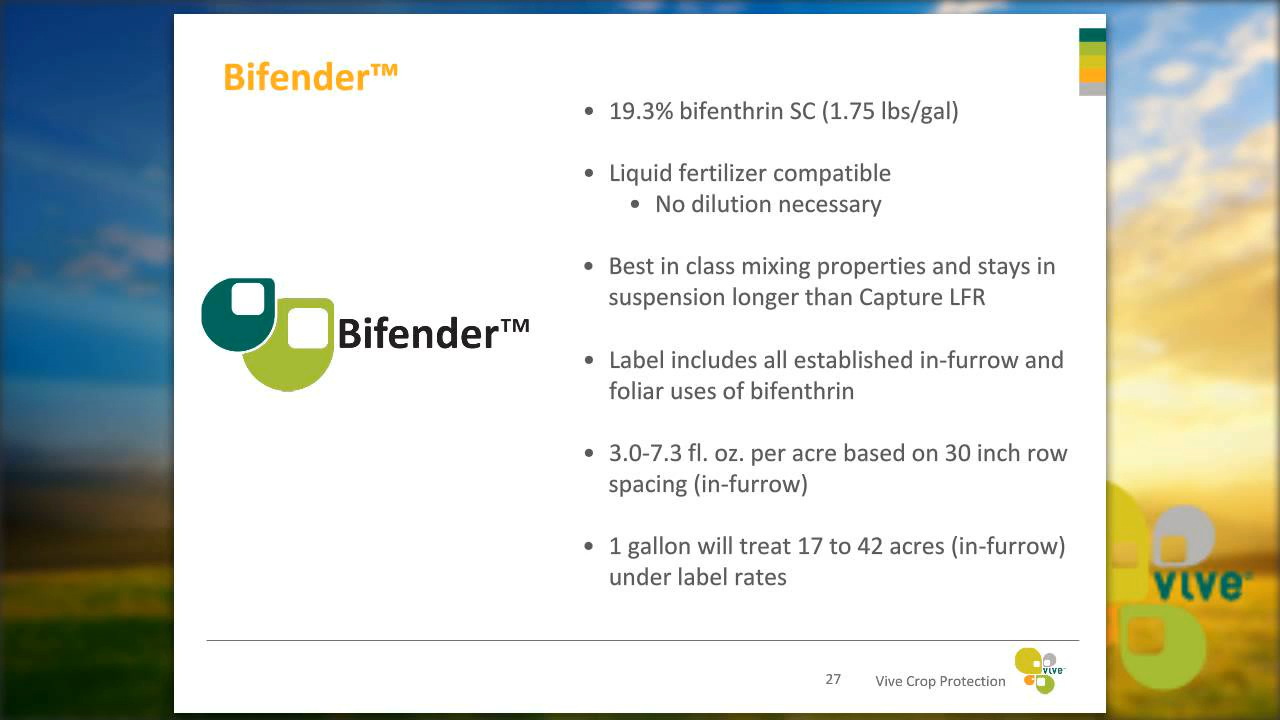 Bifender™
• 19.3% bifenthrin SC (1.75 lbs/gal)
• Liquid fertilizer compatible
• No dilution necessary
• Best in class mixing properties and stays in
suspension longer than Capture LFR
Bifender™
• Label includes all established in-furrow and
foliar uses of bifenthrin
• 3.0-7.3 fl. oz. per acre based on 30 inch row
spacing (in-furrow)
• 1 gallon will treat 17 to 42 acres (in-furrow)
under label rates
vive
27
Vive Crop Protection
vive